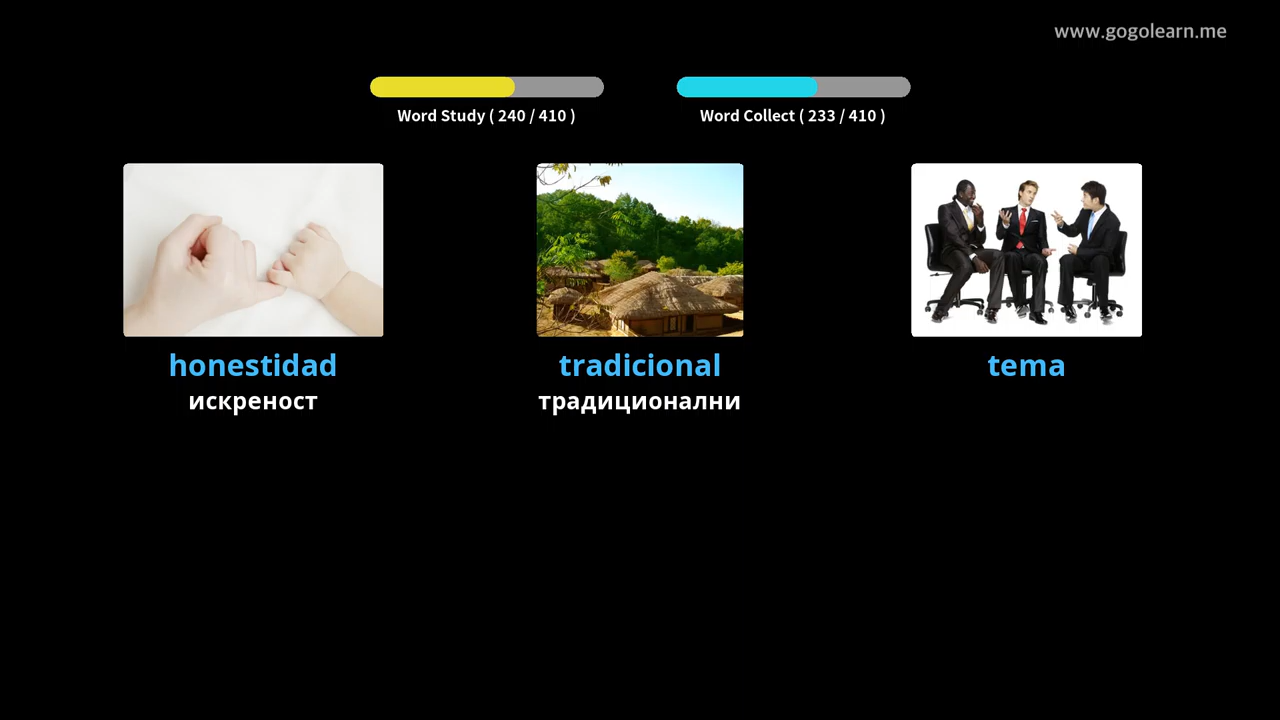 www.gogolearn.me
Word Study ( 240 / 410 )
Word Collect ( 233 / 410 )
honestidad
искреност
tradicional
традиционални
tema